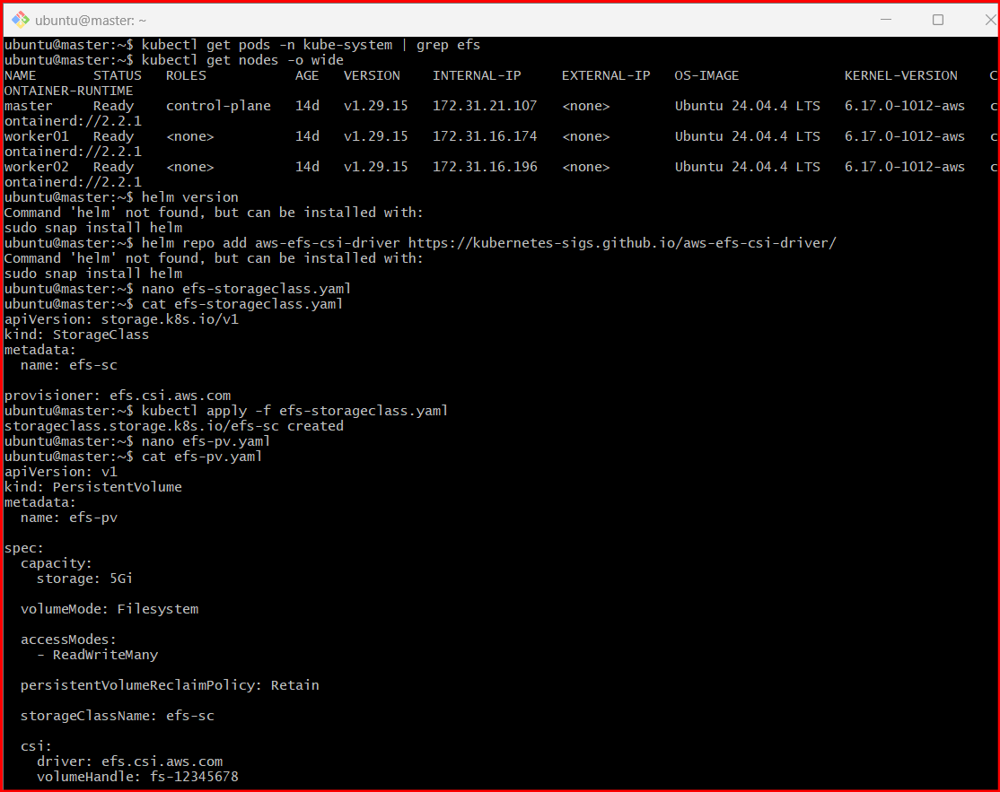 ubuntu@master: ~
ubuntu@master:~$ kubectl get pods -n kube-system | grep efs
ubuntu@master:~$ kubectl get nodes -o wide
NAME       STATUS   ROLES           AGE   VERSION    INTERNAL-IP     EXTERNAL-IP   OS-IMAGE             KERNEL-VERSION    C
ONTAINER-RUNTIME
master     Ready    control-plane   14d   v1.29.15   172.31.21.107   <none>        Ubuntu 24.04.4 LTS   6.17.0-1012-aws   c
ontainerd://2.2.1
worker01   Ready    <none>          14d   v1.29.15   172.31.16.174   <none>        Ubuntu 24.04.4 LTS   6.17.0-1012-aws   c
ontainerd://2.2.1
worker02   Ready    <none>          14d   v1.29.15   172.31.16.196   <none>        Ubuntu 24.04.4 LTS   6.17.0-1012-aws   c
ontainerd://2.2.1
ubuntu@master:~$ helm version
Command 'helm' not found, but can be installed with:
sudo snap install helm
ubuntu@master:~$ helm repo add aws-efs-csi-driver https://kubernetes-sigs.github.io/aws-efs-csi-driver/
Command 'helm' not found, but can be installed with:
sudo snap install helm
ubuntu@master:~$ nano efs-storageclass.yaml
ubuntu@master:~$ cat efs-storageclass.yaml
apiVersion: storage.k8s.io/v1
kind: StorageClass
metadata:
  name: efs-sc
provisioner: efs.csi.aws.com
ubuntu@master:~$ kubectl apply -f efs-storageclass.yaml
storageclass.storage.k8s.io/efs-sc created
ubuntu@master:~$ nano efs-pv.yaml
ubuntu@master:~$ cat efs-pv.yaml
apiVersion: v1
kind: PersistentVolume
metadata:
  name: efs-pv
spec:
  capacity:
    storage: 5Gi
  volumeMode: Filesystem
  accessModes:
    - ReadWriteMany
  persistentVolumeReclaimPolicy: Retain
  storageClassName: efs-sc
  csi:
    driver: efs.csi.aws.com
    volumeHandle: fs-12345678